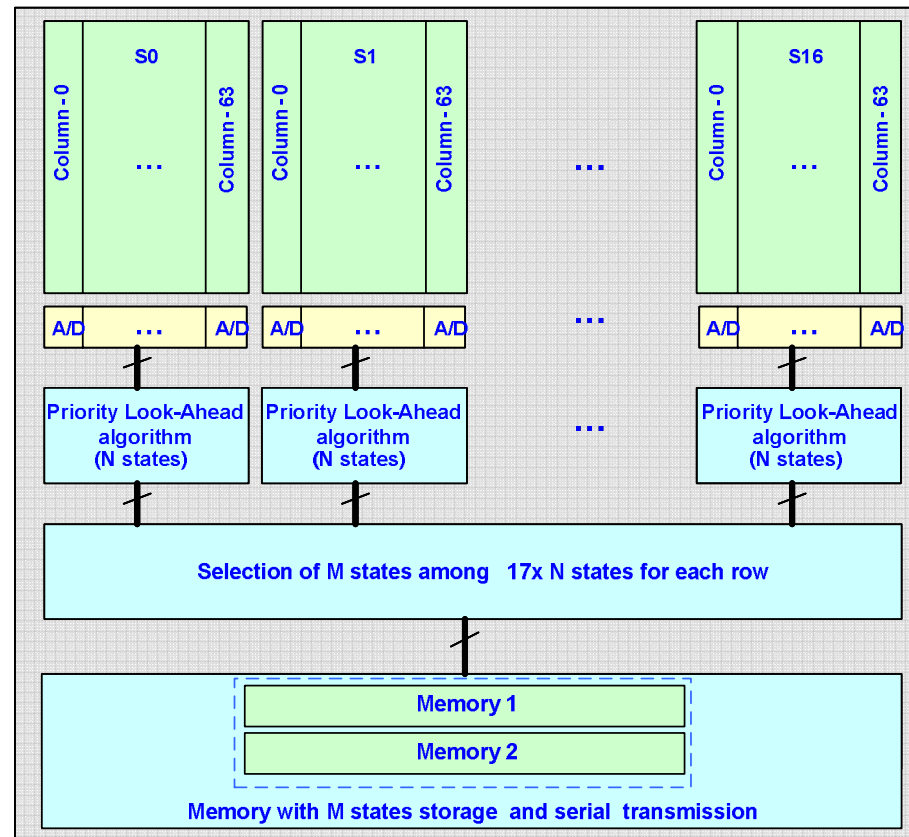 S0 S1 S16
Column - 0 ... Column - 63 Column - 0 ... Column - 63 ... Column - 0 ... Column - 63
A/D ... A/D A/D ... A/D ... A/D ... A/D
Priority Look-Ahead
algorithm
(N states)
Priority Look-Ahead
algorithm
(N states)
...
Priority Look-Ahead
algorithm
(N states)
Selection of M states among 17x N states for each row
Memory 1
Memory 2
Memory with M states storage and serial transmission